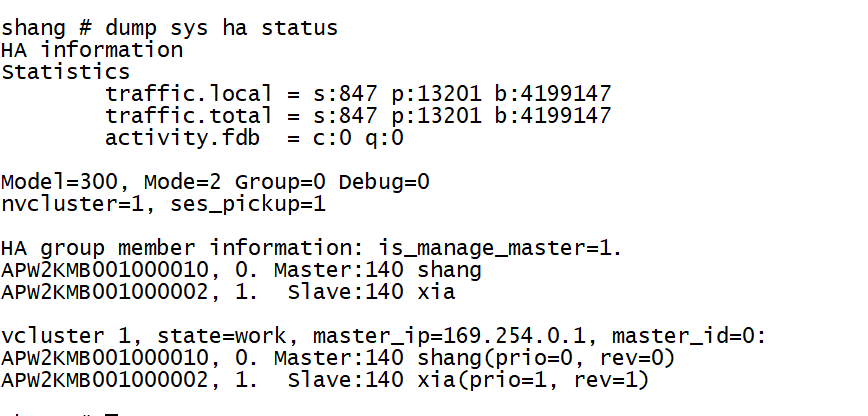 shang # dump sys ha status
HA information
Statistics
traffic.local = s:847 p:13201 b:4199147
traffic.total = s:847 p:13201 b:4199147
activity.fdb = c:0 q:0
Model=300, Mode=2 Group=0 Debug=0
nvcluster=1, ses_pickup=1
HA group member information: is_manage_master=1.
APW2KMB001000010, 0. Master:140 shang
APW2KMB001000002, 1. Slave:140 xia
vcluster 1, state=work, master_ip=169.254.0.1, master_id=0:
APW2KMB001000010, 0. Master:140 shang(prio=0, rev=0)
APW2KMB001000002, 1. Slave:140 xia(prio=1, rev=1)